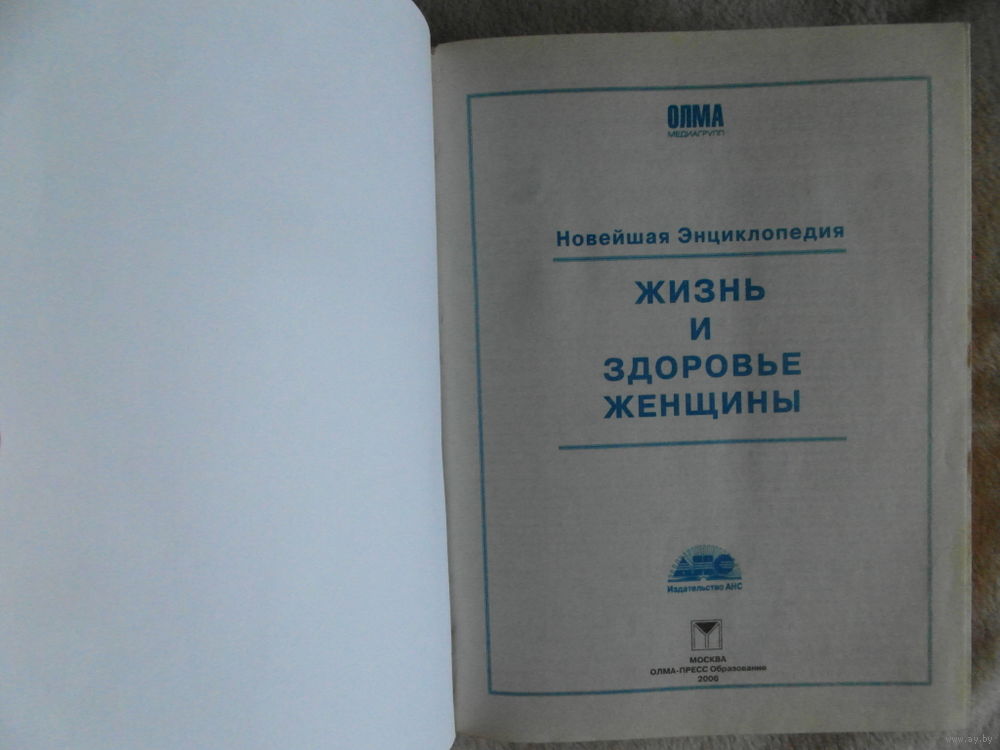 ОЛМА
МЕДИАГРУПП
Новейшая Энциклопедия
ЖИЗНЬ
И
ЗДОРОВЬЕ
ЖЕНЩИНЫ
АНС
Издательство АНС
МОСКВА
ОЛМА-ПРЕСС Образование
2006
www.ay.by